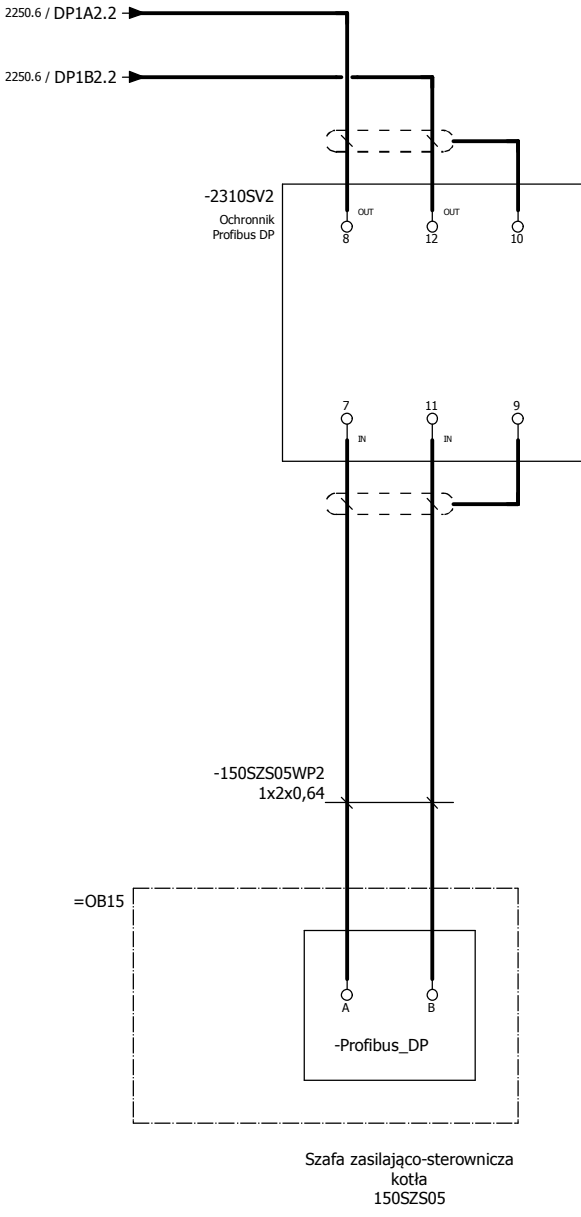 2250.6 / DP1A2.2
2250.6 / DP1B2.2
-2310SV2
Ochronnik
Profibus DP
OUT
OUT
8
12
10
7
11
9
IN
IN
-150SZS05WP2
1x2x0,64
=OB15
A
B
-Profibus_DP
Szafa zasilająco-sterownicza
kotła
150SZS05